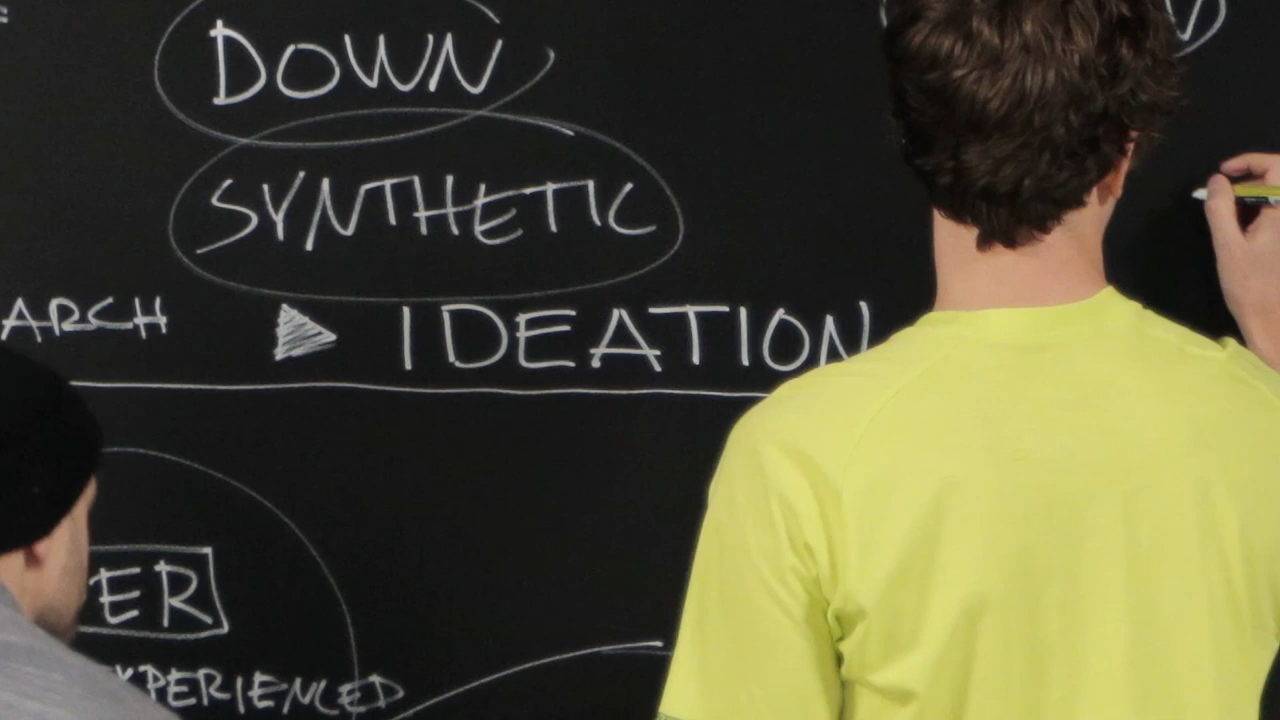 DOWN
SYNTHETIC
ARCH ▶ IDEATION
ER
XPERIENCED